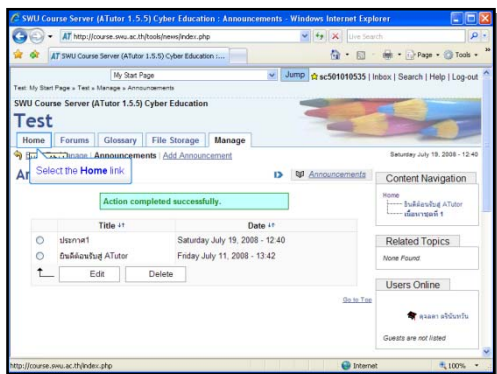 SWU Course Server (ATutor 1.5.5) Cyber Education : Announcements - Windows Internet Explorer
http://course.swu.ac.th/tools/news/index.php
Live Search
SWU Course Server (ATutor 1.5.5) Cyber Education : ...
Page
Tools
My Start Page
Jump
sc501010535 | Inbox | Search | Help | Log-out
Test: My Start Page » Test » Manage » Announcements
SWU Course Server (ATutor 1.5.5) Cyber Education
Test
Home
Forums
Glossary
File Storage
Manage
Announcements | Add Announcement
Saturday July 19, 2008 - 12:40
Select the Home link
Announcements
Content Navigation
Home
ยินดีต้อนรับสู่ ATutor
เนื้อหาชุดที่ 1
Action completed successfully.
Title
Date
ประกาศ1
Saturday July 19, 2008 - 12:40
ยินดีต้อนรับสู่ ATutor
Friday July 11, 2008 - 13:42
Edit
Delete
Related Topics
None Found.
Go to Top
Users Online
Guests are not listed
http://course.swu.ac.th/index.php
Internet
100%